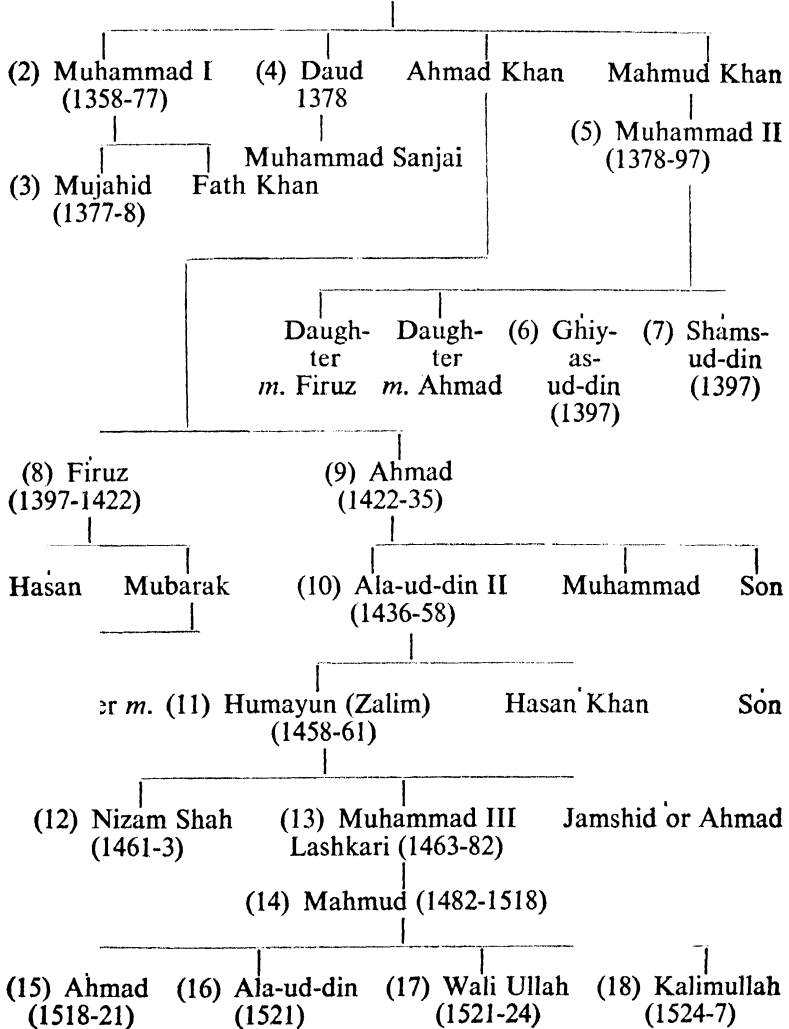 (2) Muhammad I (4) Daud Ahmad Khan Mahmud Khan
(1358-77) 1378
(5) Muhammad II
Muhammad Sanjai (1378-97)
(3) Mujahid Fath Khan
(1377-8)
Daugh- Daugh- (6) Ghiy- (7) Shams-
ter ter as- ud-din
m. Firuz m. Ahmad ud-din (1397)
(1397)
(8) Firuz (9) Ahmad
(1397-1422) (1422-35)
Hasan Mubarak (10) Ala-ud-din II Muhammad Son
(1436-58)
er m. (11) Humayun (Zalim) Hasan Khan Son
(1458-61)
(12) Nizam Shah (13) Muhammad III Jamshid or Ahmad
(1461-3) Lashkari (1463-82)
(14) Mahmud (1482-1518)
(15) Ahmad (16) Ala-ud-din (17) Wali Ullah (18) Kalimullah
(1518-21) (1521) (1521-24) (1524-7)